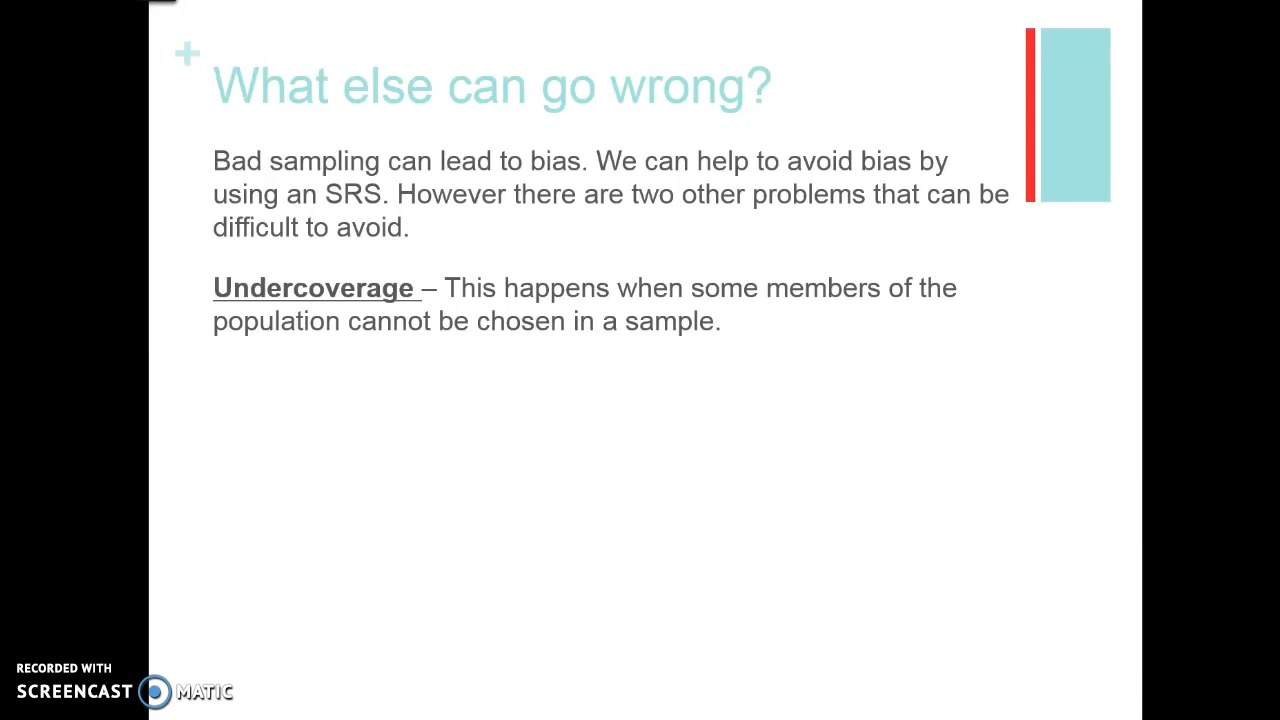 +
What else can go wrong?
Bad sampling can lead to bias. We can help to avoid bias by
using an SRS. However there are two other problems that can be
difficult to avoid.
Undercoverage – This happens when some members of the
population cannot be chosen in a sample.
RECORDED WITH
SCREENCAST MATIC